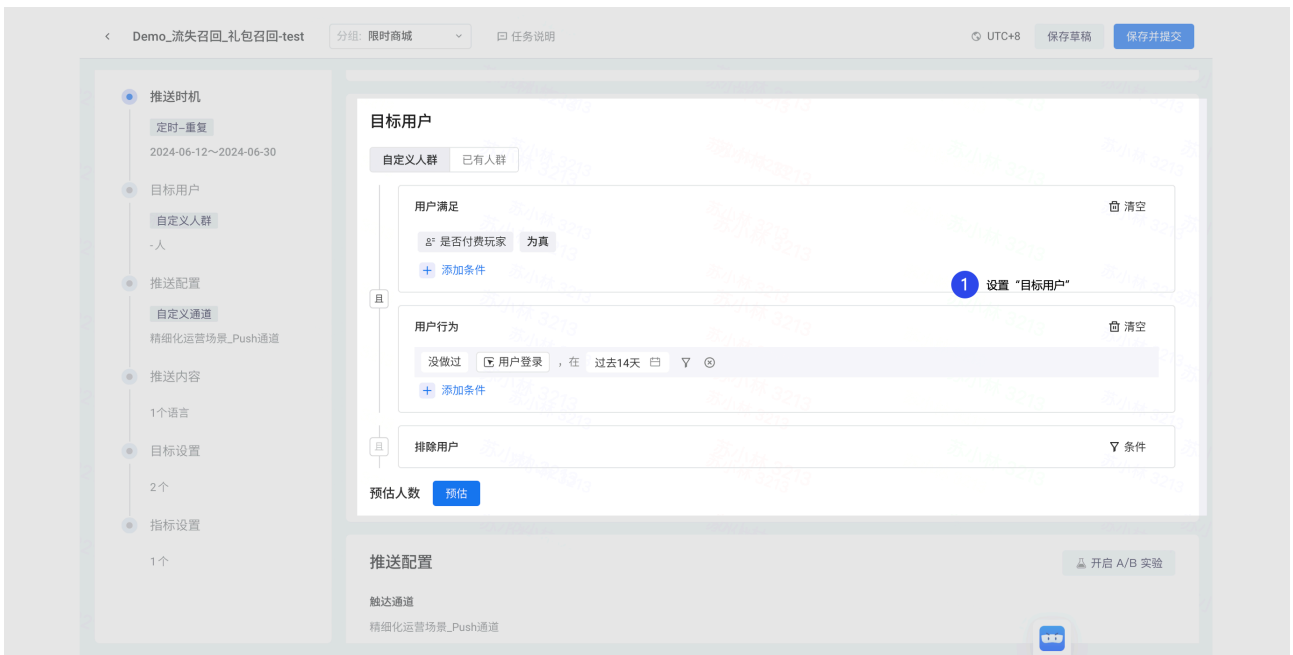 Demo_流失召回_礼包召回-test
分组: 限时商城
任务说明
UTC+8
保存草稿
保存并提交
推送时机
定时-重复
2024-06-12～2024-06-30
目标用户
自定义人群
-人
推送配置
自定义通道
精细化运营场景_Push通道
推送内容
1个语言
目标设置
2个
指标设置
1个
目标用户
自定义人群
已有人群
用户满足
清空
是否付费玩家 为真
+ 添加条件
1 设置“目标用户”
且
用户行为
清空
没做过 用户登录 ，在 过去14天
+ 添加条件
且
排除用户
条件
预估人数 预估
推送配置
开启 A/B 实验
触达通道
精细化运营场景_Push通道
苏小林 3213